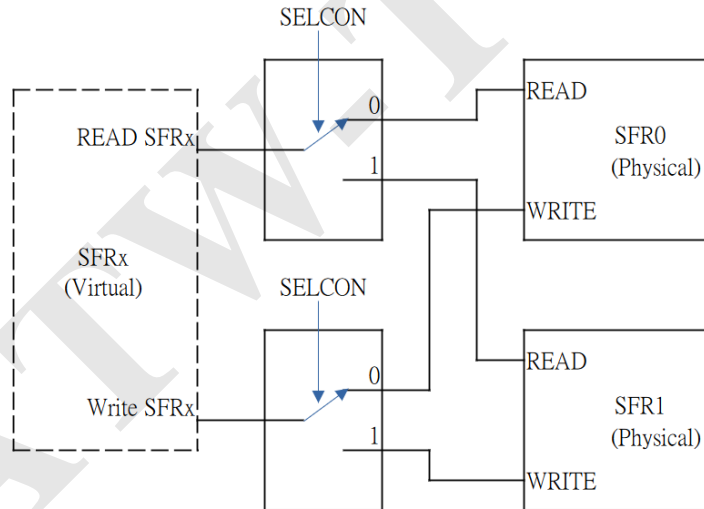 SELCON
0
READ
READ SFRx
SFR0
(Physical)
1
WRITE
SFRx
(Virtual)
SELCON
0
READ
Write SFRx
SFR1
(Physical)
1
WRITE